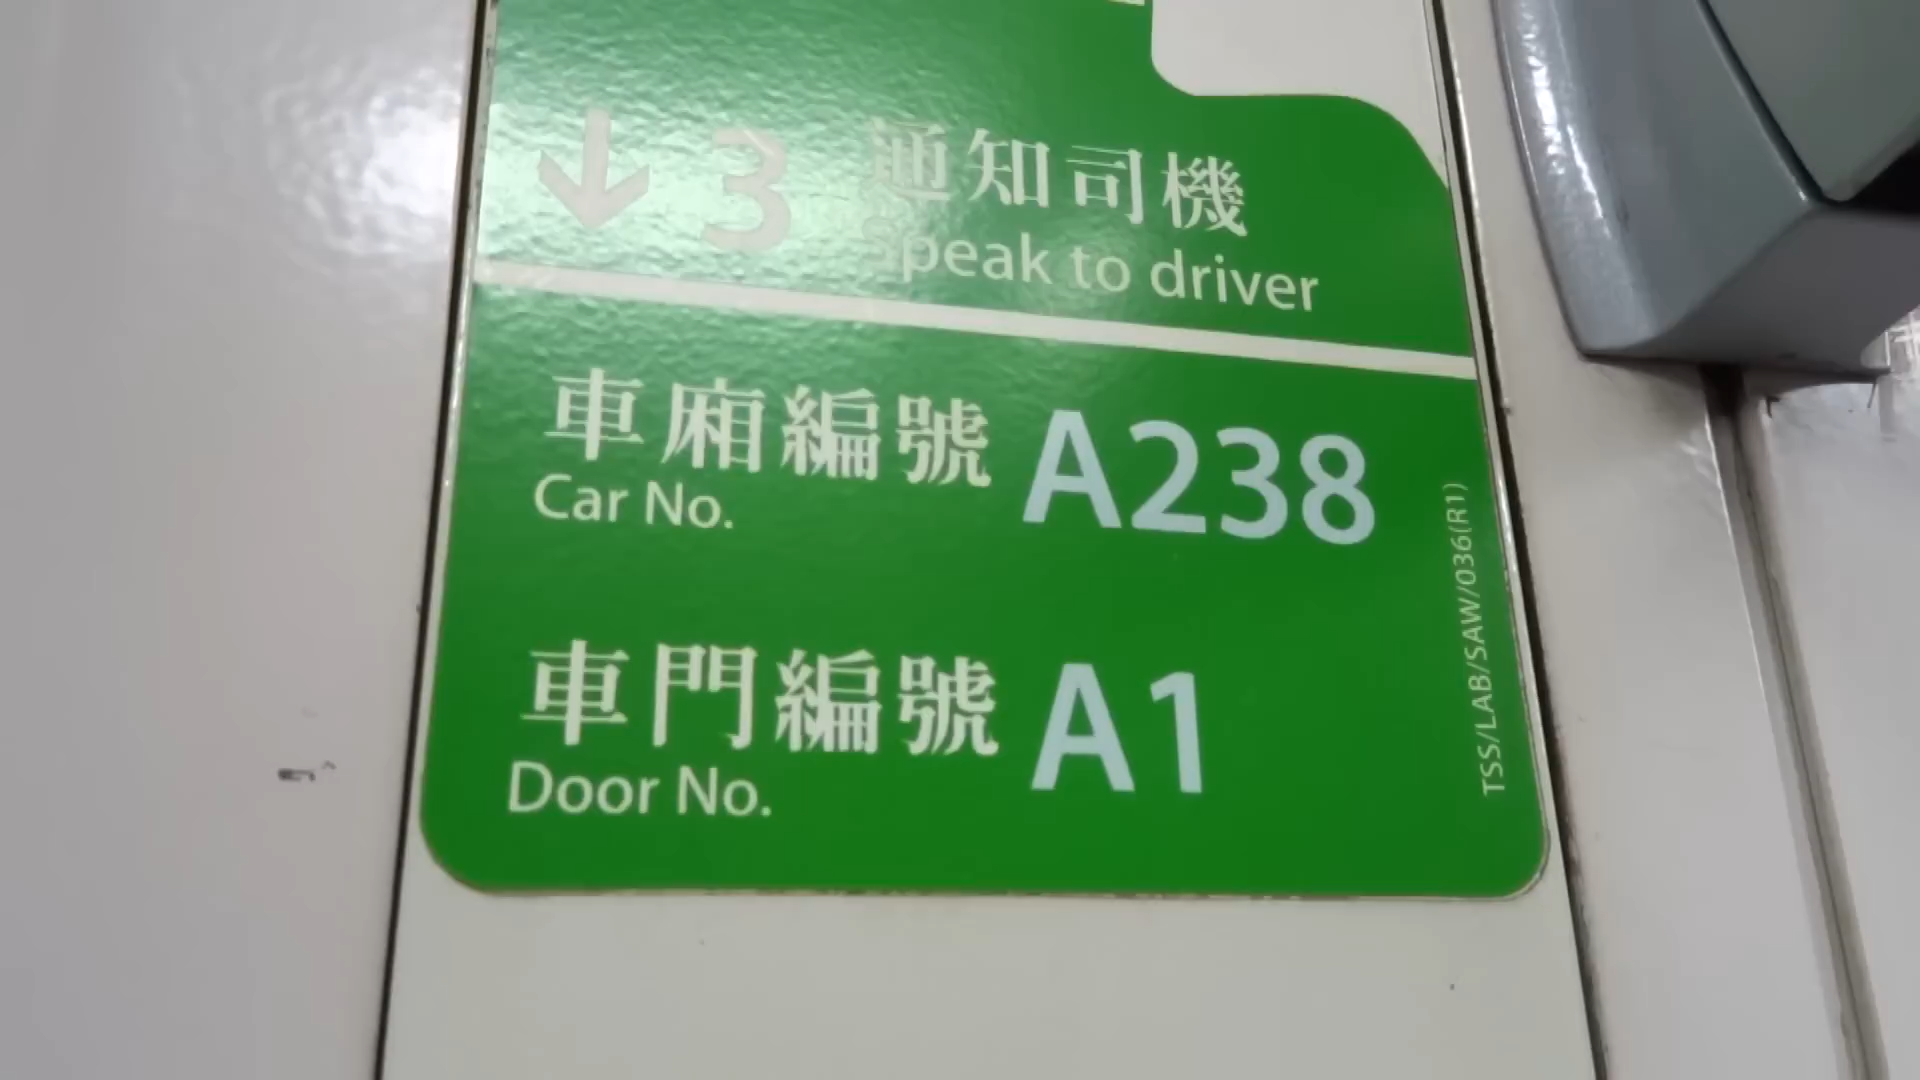 ↓ 3 通知司機
Speak to driver
車廂編號 A238
Car No.
車門編號 A1
Door No.
TSS/LAB/SAW/036(R1)